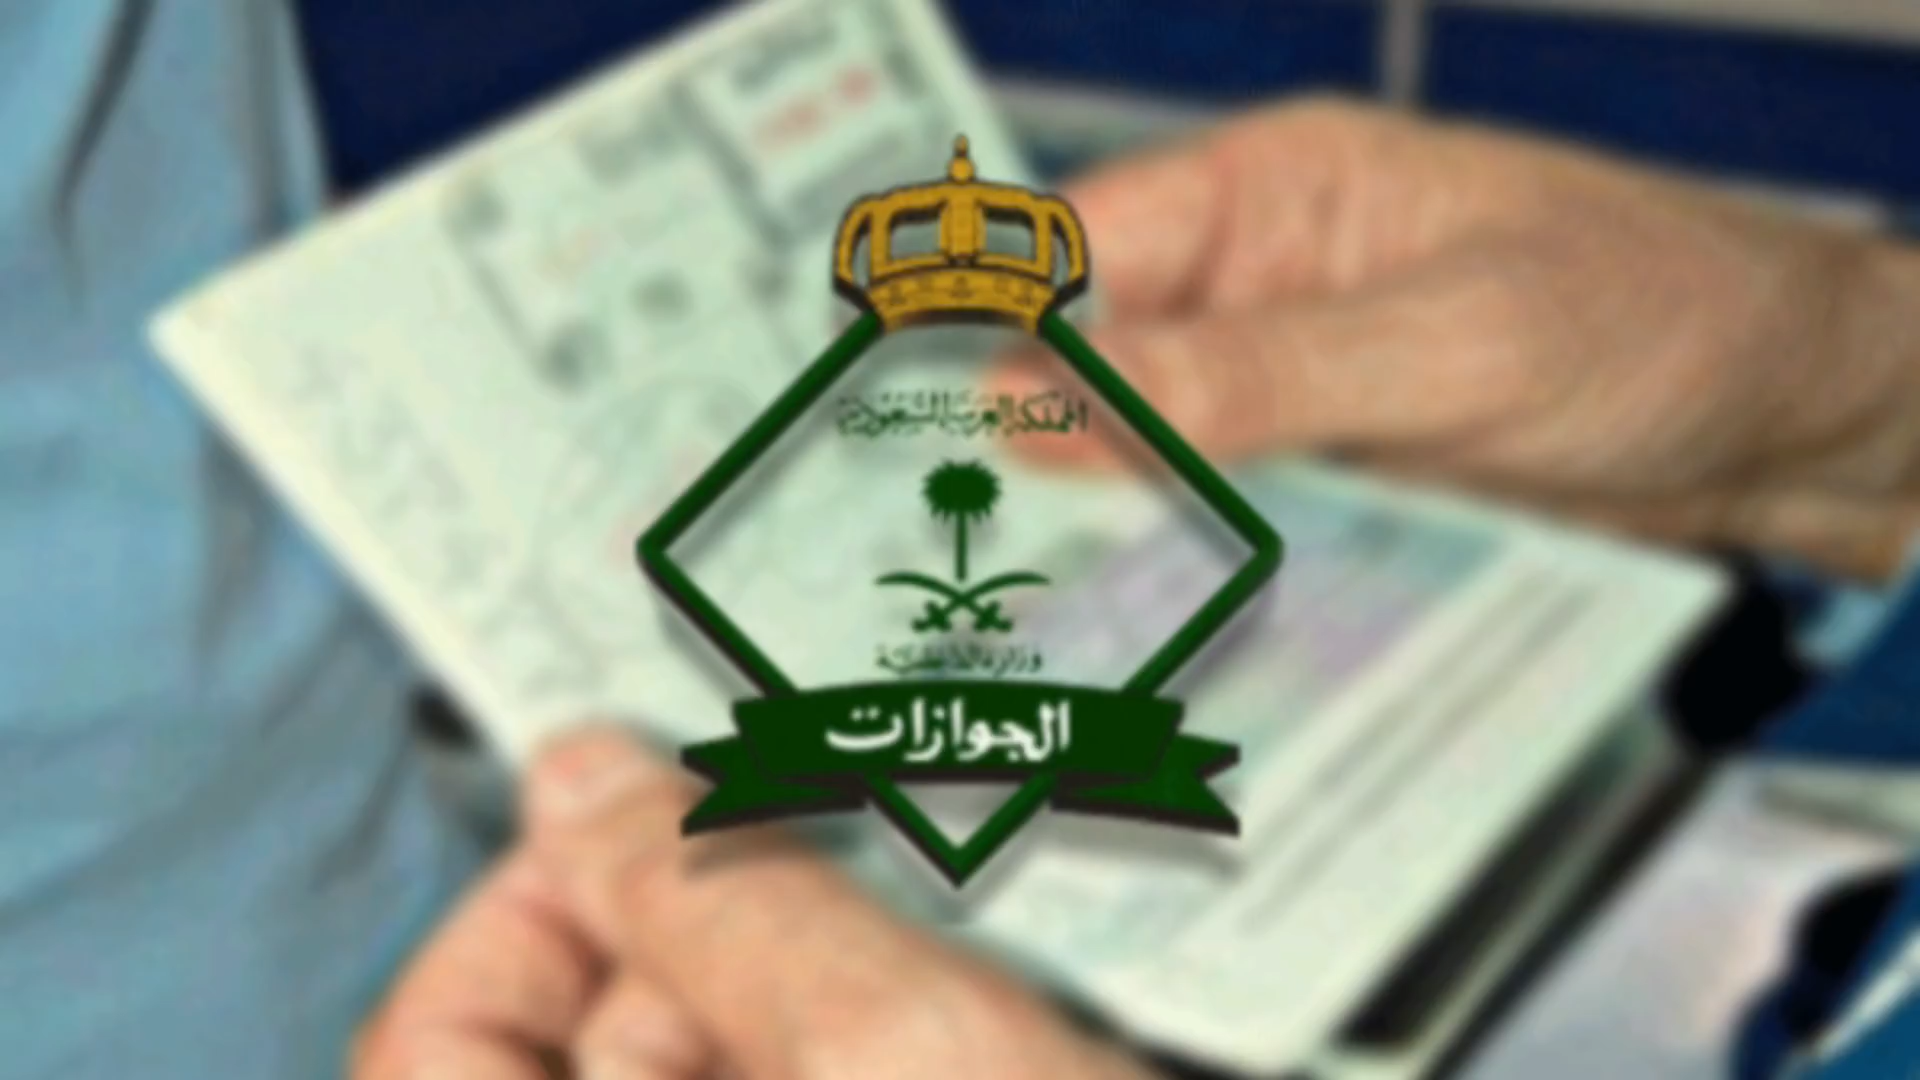 المملكة العربية السعودية
وزارة الداخلية
الجوازات